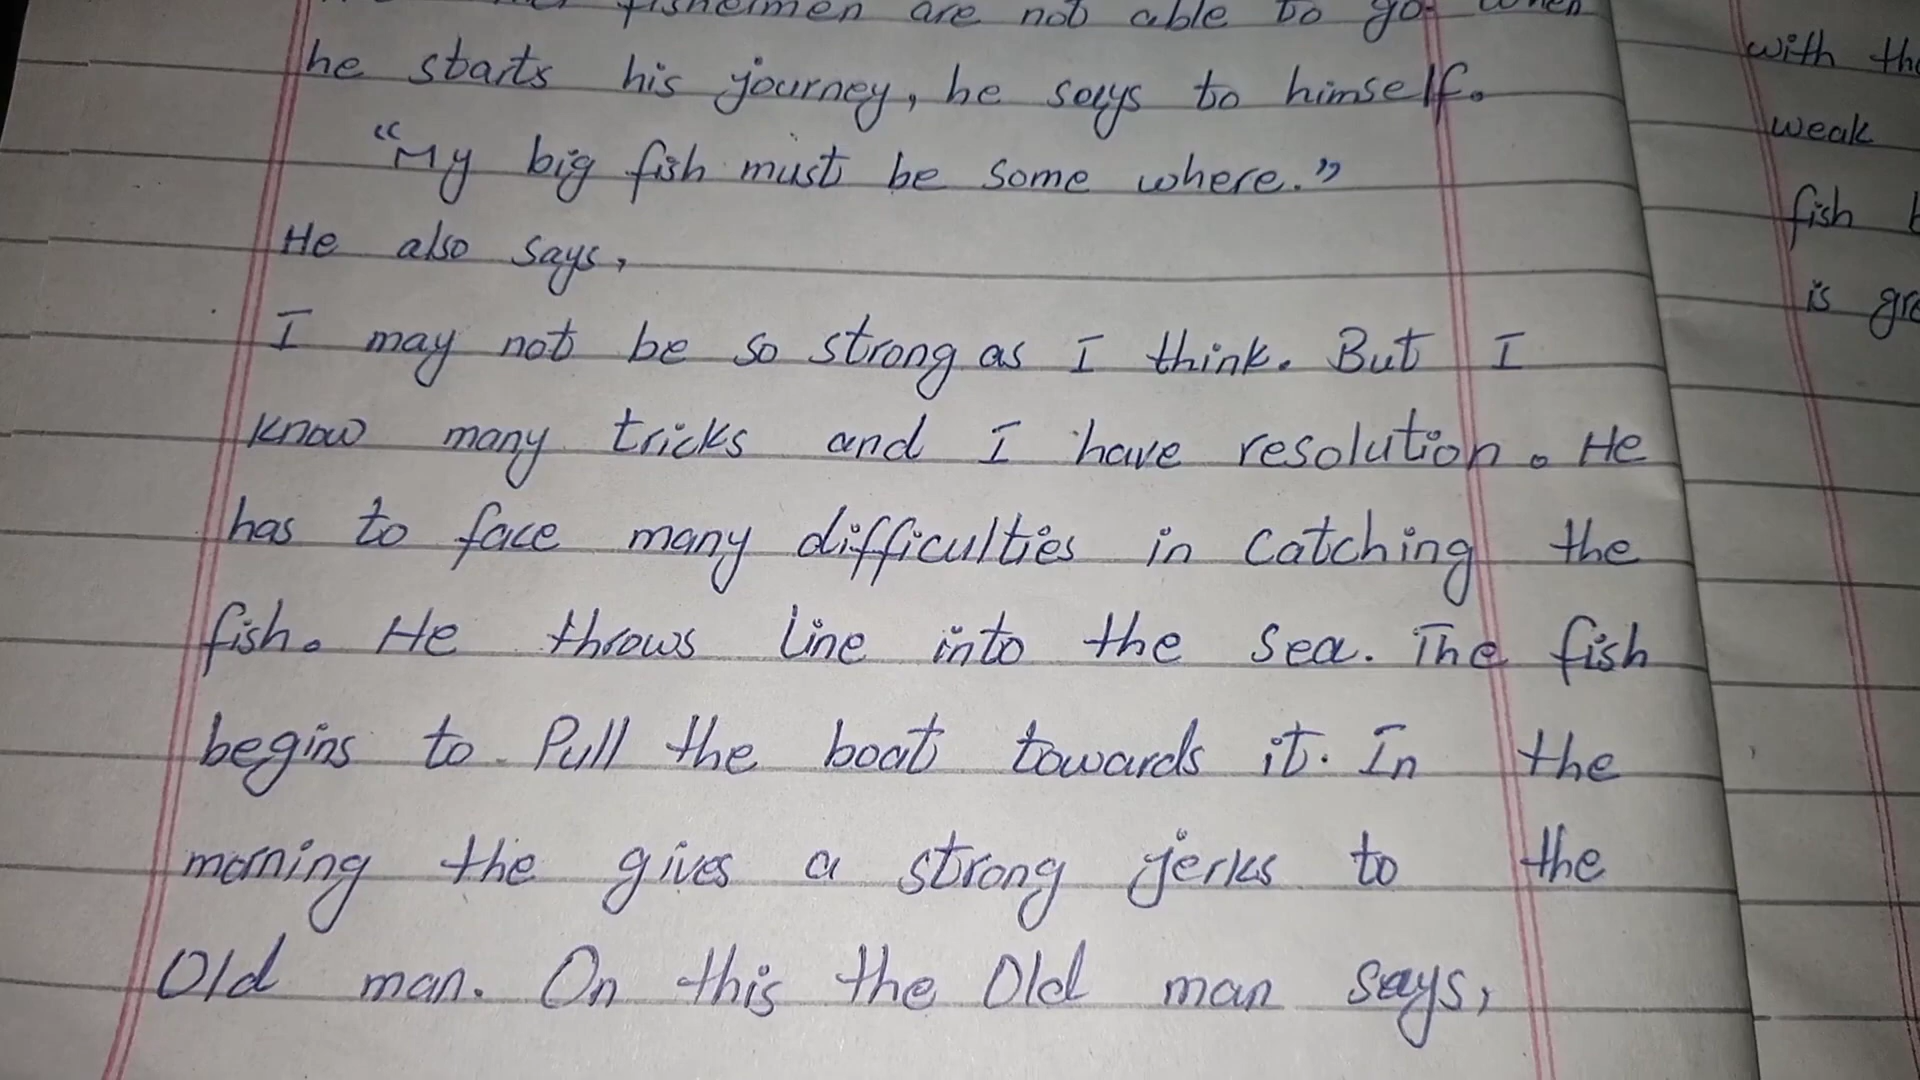 fishermen are not able to go. when
he starts his journey, he says to himself.
"My big fish must be some where."
He also says,
I may not be so strong as I think. But I
know many tricks and I have resolution. He
has to face many difficulties in catching the
fish. He throws line into the sea. The fish
begins to Pull the boat towards it. In the
morning the gives a strong jerks to the
Old man. On this the Old man says,
with the
weak
fish
is